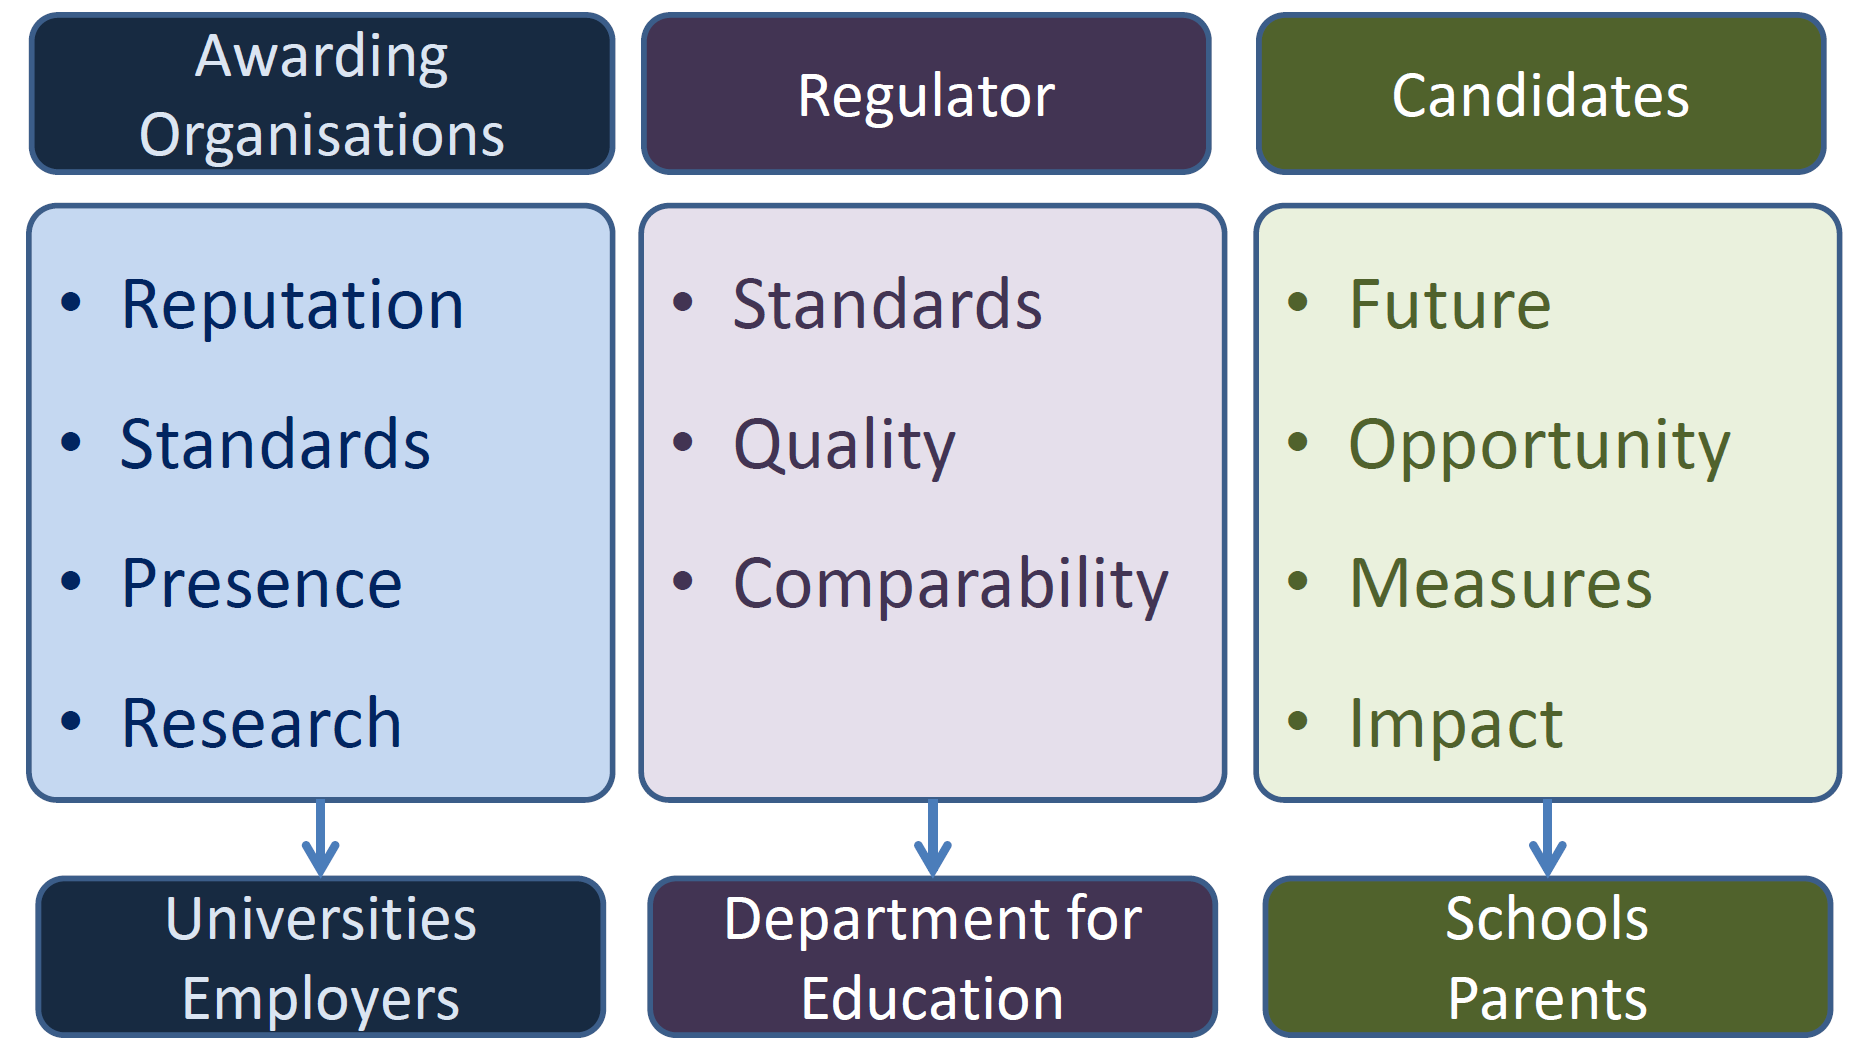 Awarding
Organisations
Regulator
Candidates
• Reputation
• Standards
• Presence
• Research
• Standards
• Quality
• Comparability
• Future
• Opportunity
• Measures
• Impact
Universities
Employers
Department for
Education
Schools
Parents